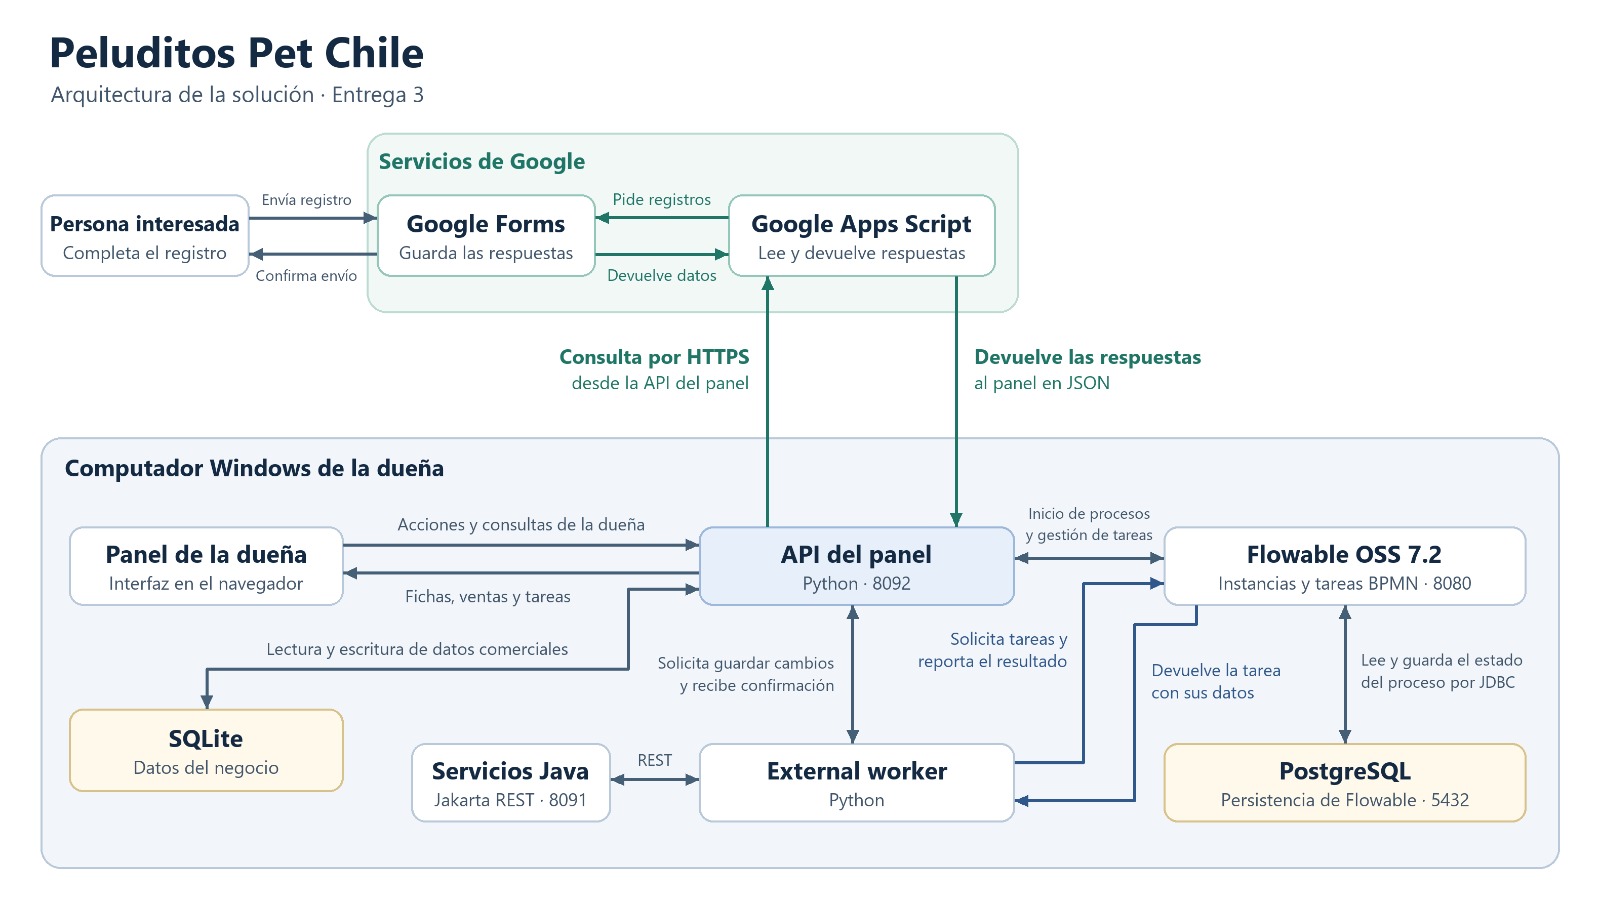 Peluditos Pet Chile
Arquitectura de la solución · Entrega 3
Servicios de Google
Persona interesada
Completa el registro
Envía registro
Confirma envío
Google Forms
Guarda las respuestas
Pide registros
Devuelve datos
Google Apps Script
Lee y devuelve respuestas
Consulta por HTTPS
desde la API del panel
Devuelve las respuestas
al panel en JSON
Computador Windows de la dueña
Panel de la dueña
Interfaz en el navegador
Acciones y consultas de la dueña
Fichas, ventas y tareas
API del panel
Python · 8092
Inicio de procesos
y gestión de tareas
Flowable OSS 7.2
Instancias y tareas BPMN · 8080
Lectura y escritura de datos comerciales
Solicita guardar cambios
y recibe confirmación
Solicita tareas y
reporta el resultado
Devuelve la tarea
con sus datos
Lee y guarda el estado
del proceso por JDBC
SQLite
Datos del negocio
Servicios Java
Jakarta REST · 8091
REST
External worker
Python
PostgreSQL
Persistencia de Flowable · 5432